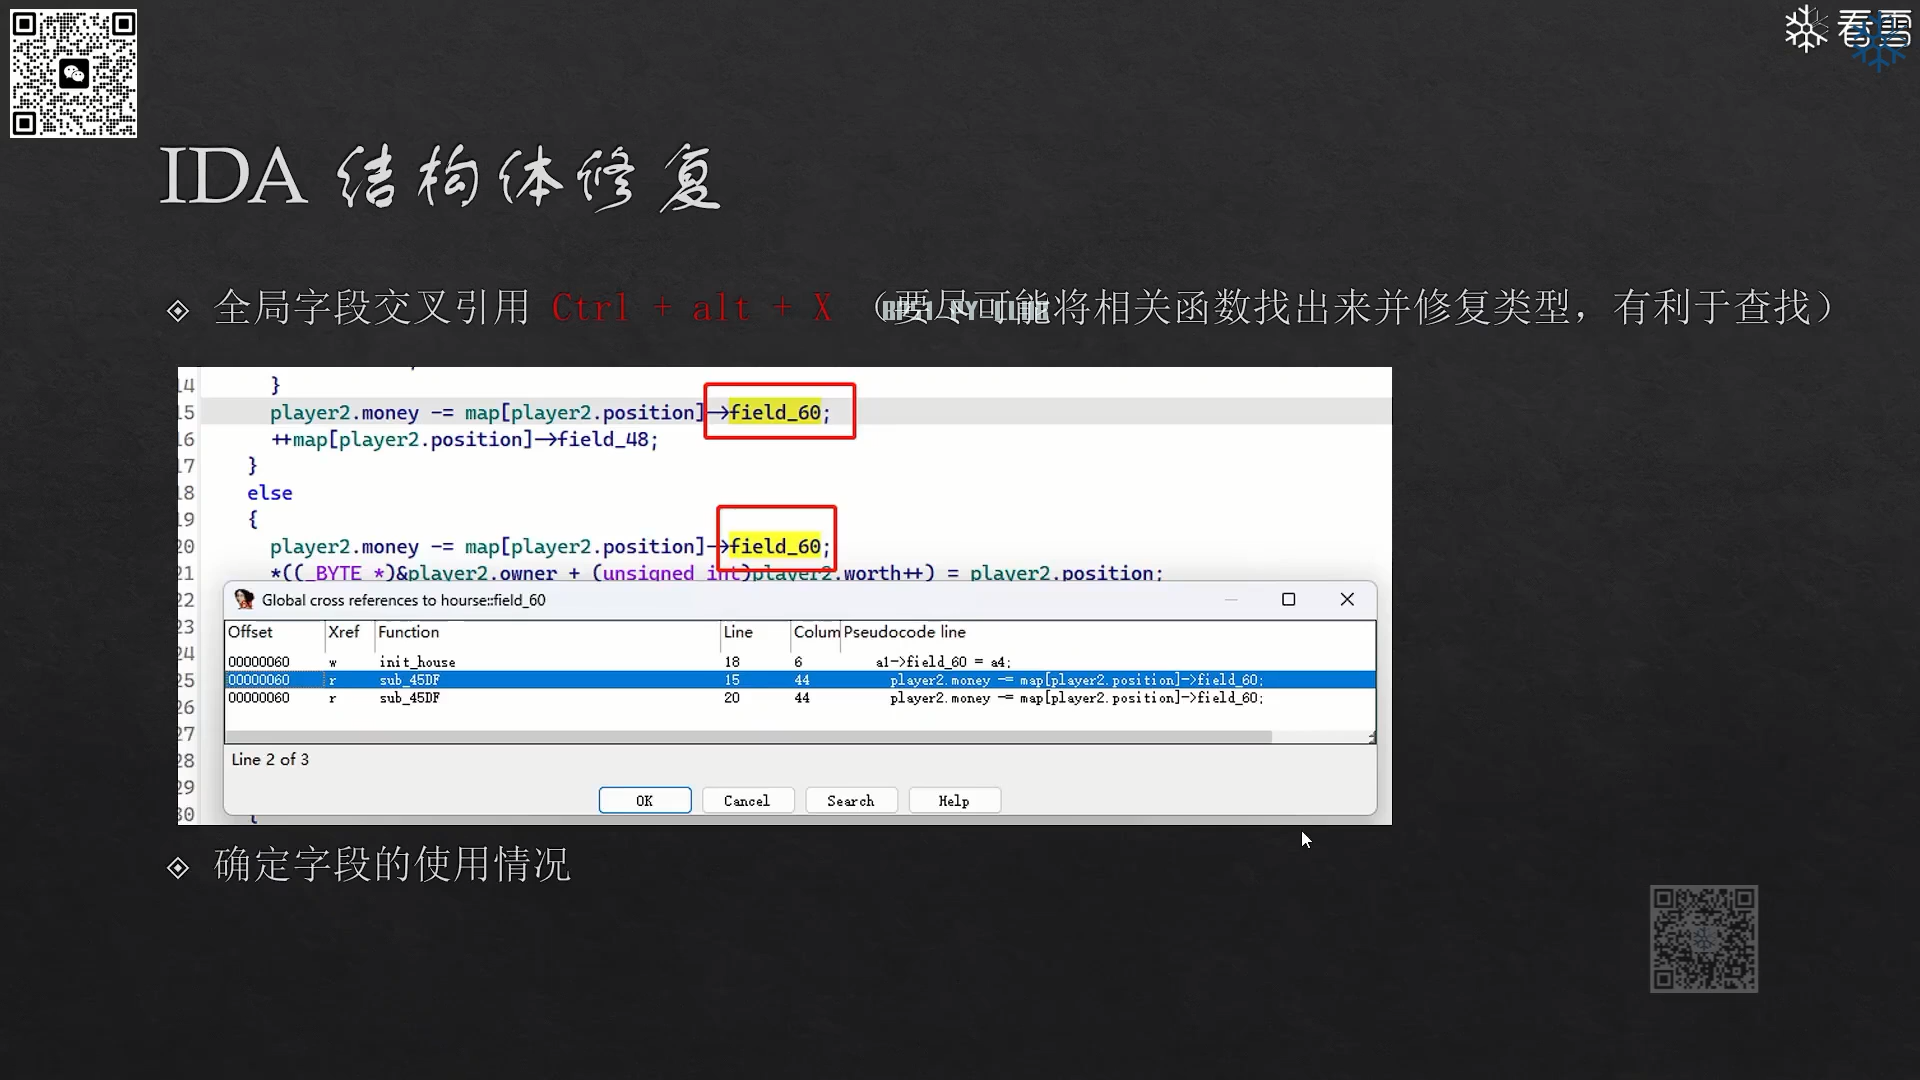 看雪
IDA 结构体修复
全局字段交叉引用 Ctrl + alt + X （要尽可能将相关函数找出来并修复类型，有利于查找）
14 }
15 player2.money -= map[player2.position]->field_60;
16 ++map[player2.position]->field_48;
17 }
18 else
19 {
20 player2.money -= map[player2.position]->field_60;
21 *((_BYTE *)&player2.owner + (unsigned int)player2.worth++) = player2.position;
22
23
24
25
26
27
28
29
30 {
Global cross references to hourse::field_60
Offset Xref Function Line Colum Pseudocode line
00000060 w init_house 18 6 a1->field_60 = a4;
00000060 r sub_45DF 15 44 player2.money -= map[player2.position]->field_60;
00000060 r sub_45DF 20 44 player2.money -= map[player2.position]->field_60;
Line 2 of 3
OK Cancel Search Help
确定字段的使用情况